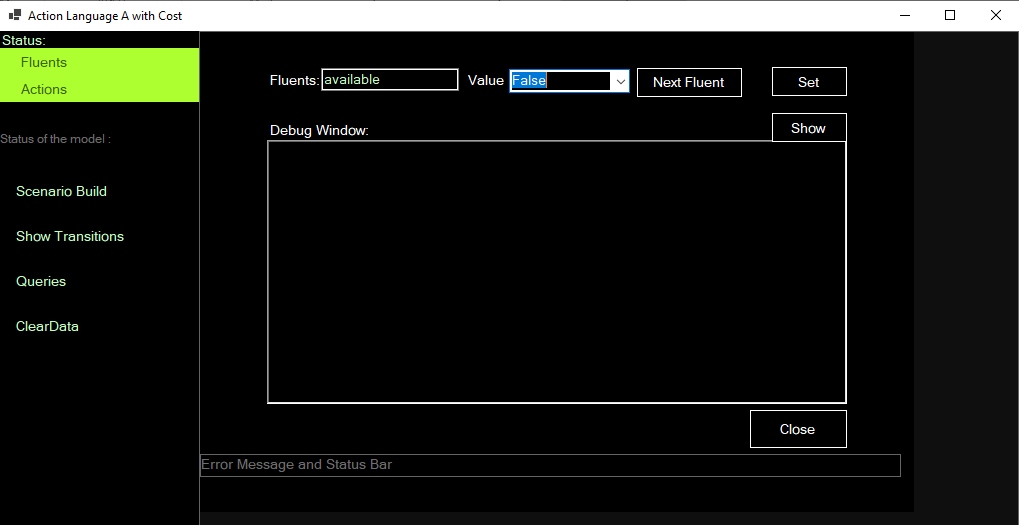 Action Language A with Cost
Status:
Fluents
Actions
Status of the model :
Scenario Build
Show Transitions
Queries
ClearData
Fluents: available Value False Next Fluent Set
Debug Window: Show
Close
Error Message and Status Bar